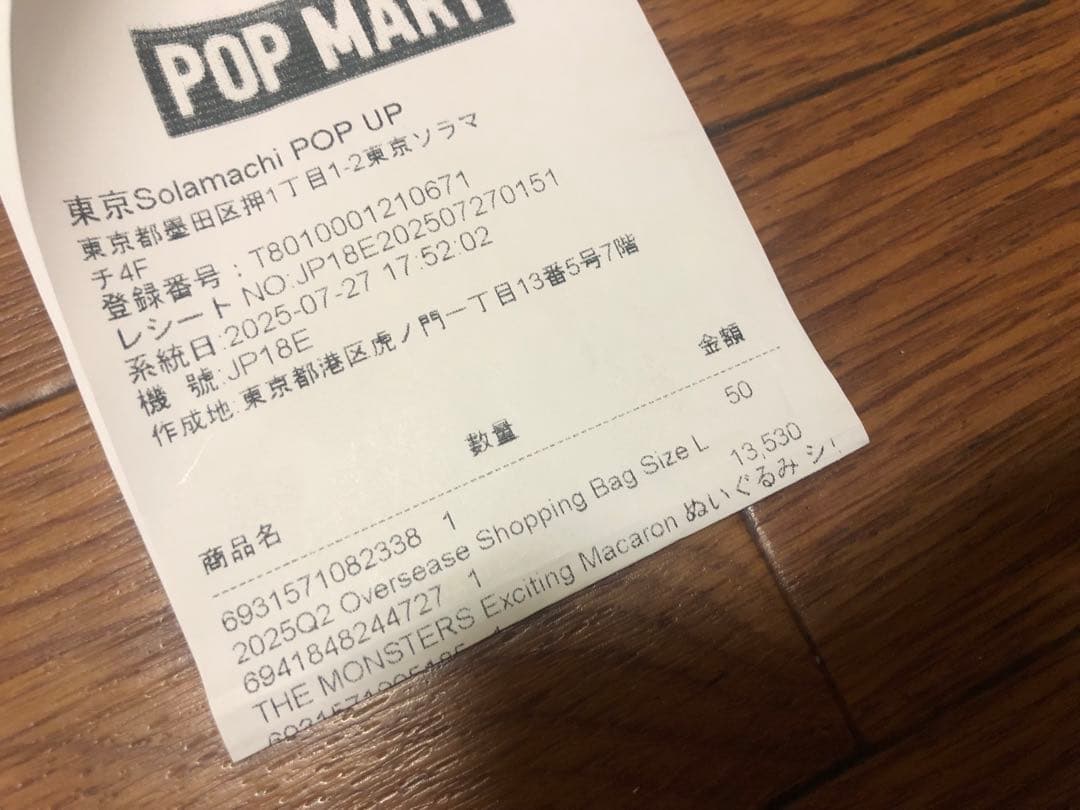 POP MART
東京Solamachi POP UP
東京都墨田区押1丁目1-2東京ソラマ
チ4F
登録番号：T8010001210671
レシート NO:JP18E202507270151
系統日:2025-07-27 17:52:02
機 號:JP18E
作成地:東京都港区虎ノ門一丁目13番5号7階
商品名 数量 金額
6931571082338 1 50
2025Q2 Oversease Shopping Bag Size L
6941848244727 1 13,530
THE MONSTERS Exciting Macaron ぬいぐるみ シ